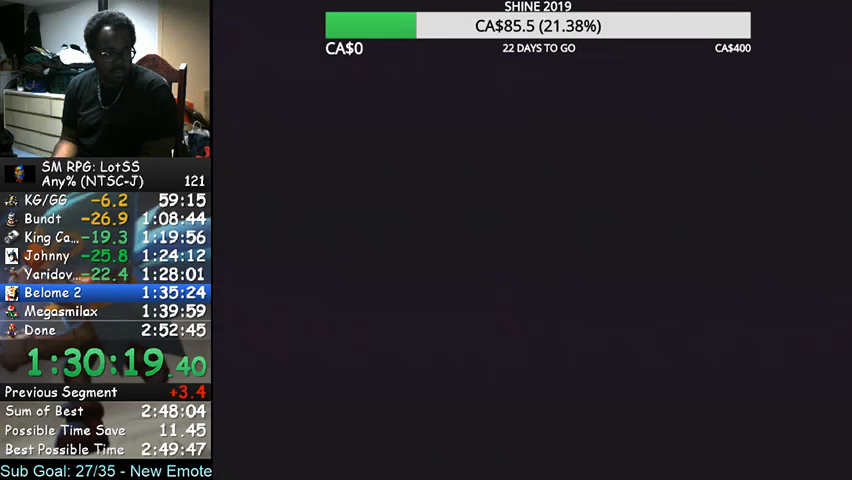 SHINE 2019
CA$85.5 (21.38%)
CA$0
22 DAYS TO GO
CA$400
SM RPG: LotSS
Any% (NTSC-J) 121
KG/GG -6.2 59:15
Bundt -26.9 1:08:44
King Ca... -19.3 1:19:56
Johnny -25.8 1:24:12
Yaridov... -22.4 1:28:01
Belome 2 1:35:24
Megasmilax 1:39:59
Done 2:52:45
1:30:19.40
Previous Segment +3.4
Sum of Best 2:48:04
Possible Time Save 11.45
Best Possible Time 2:49:47
Sub Goal: 27/35 - New Emote